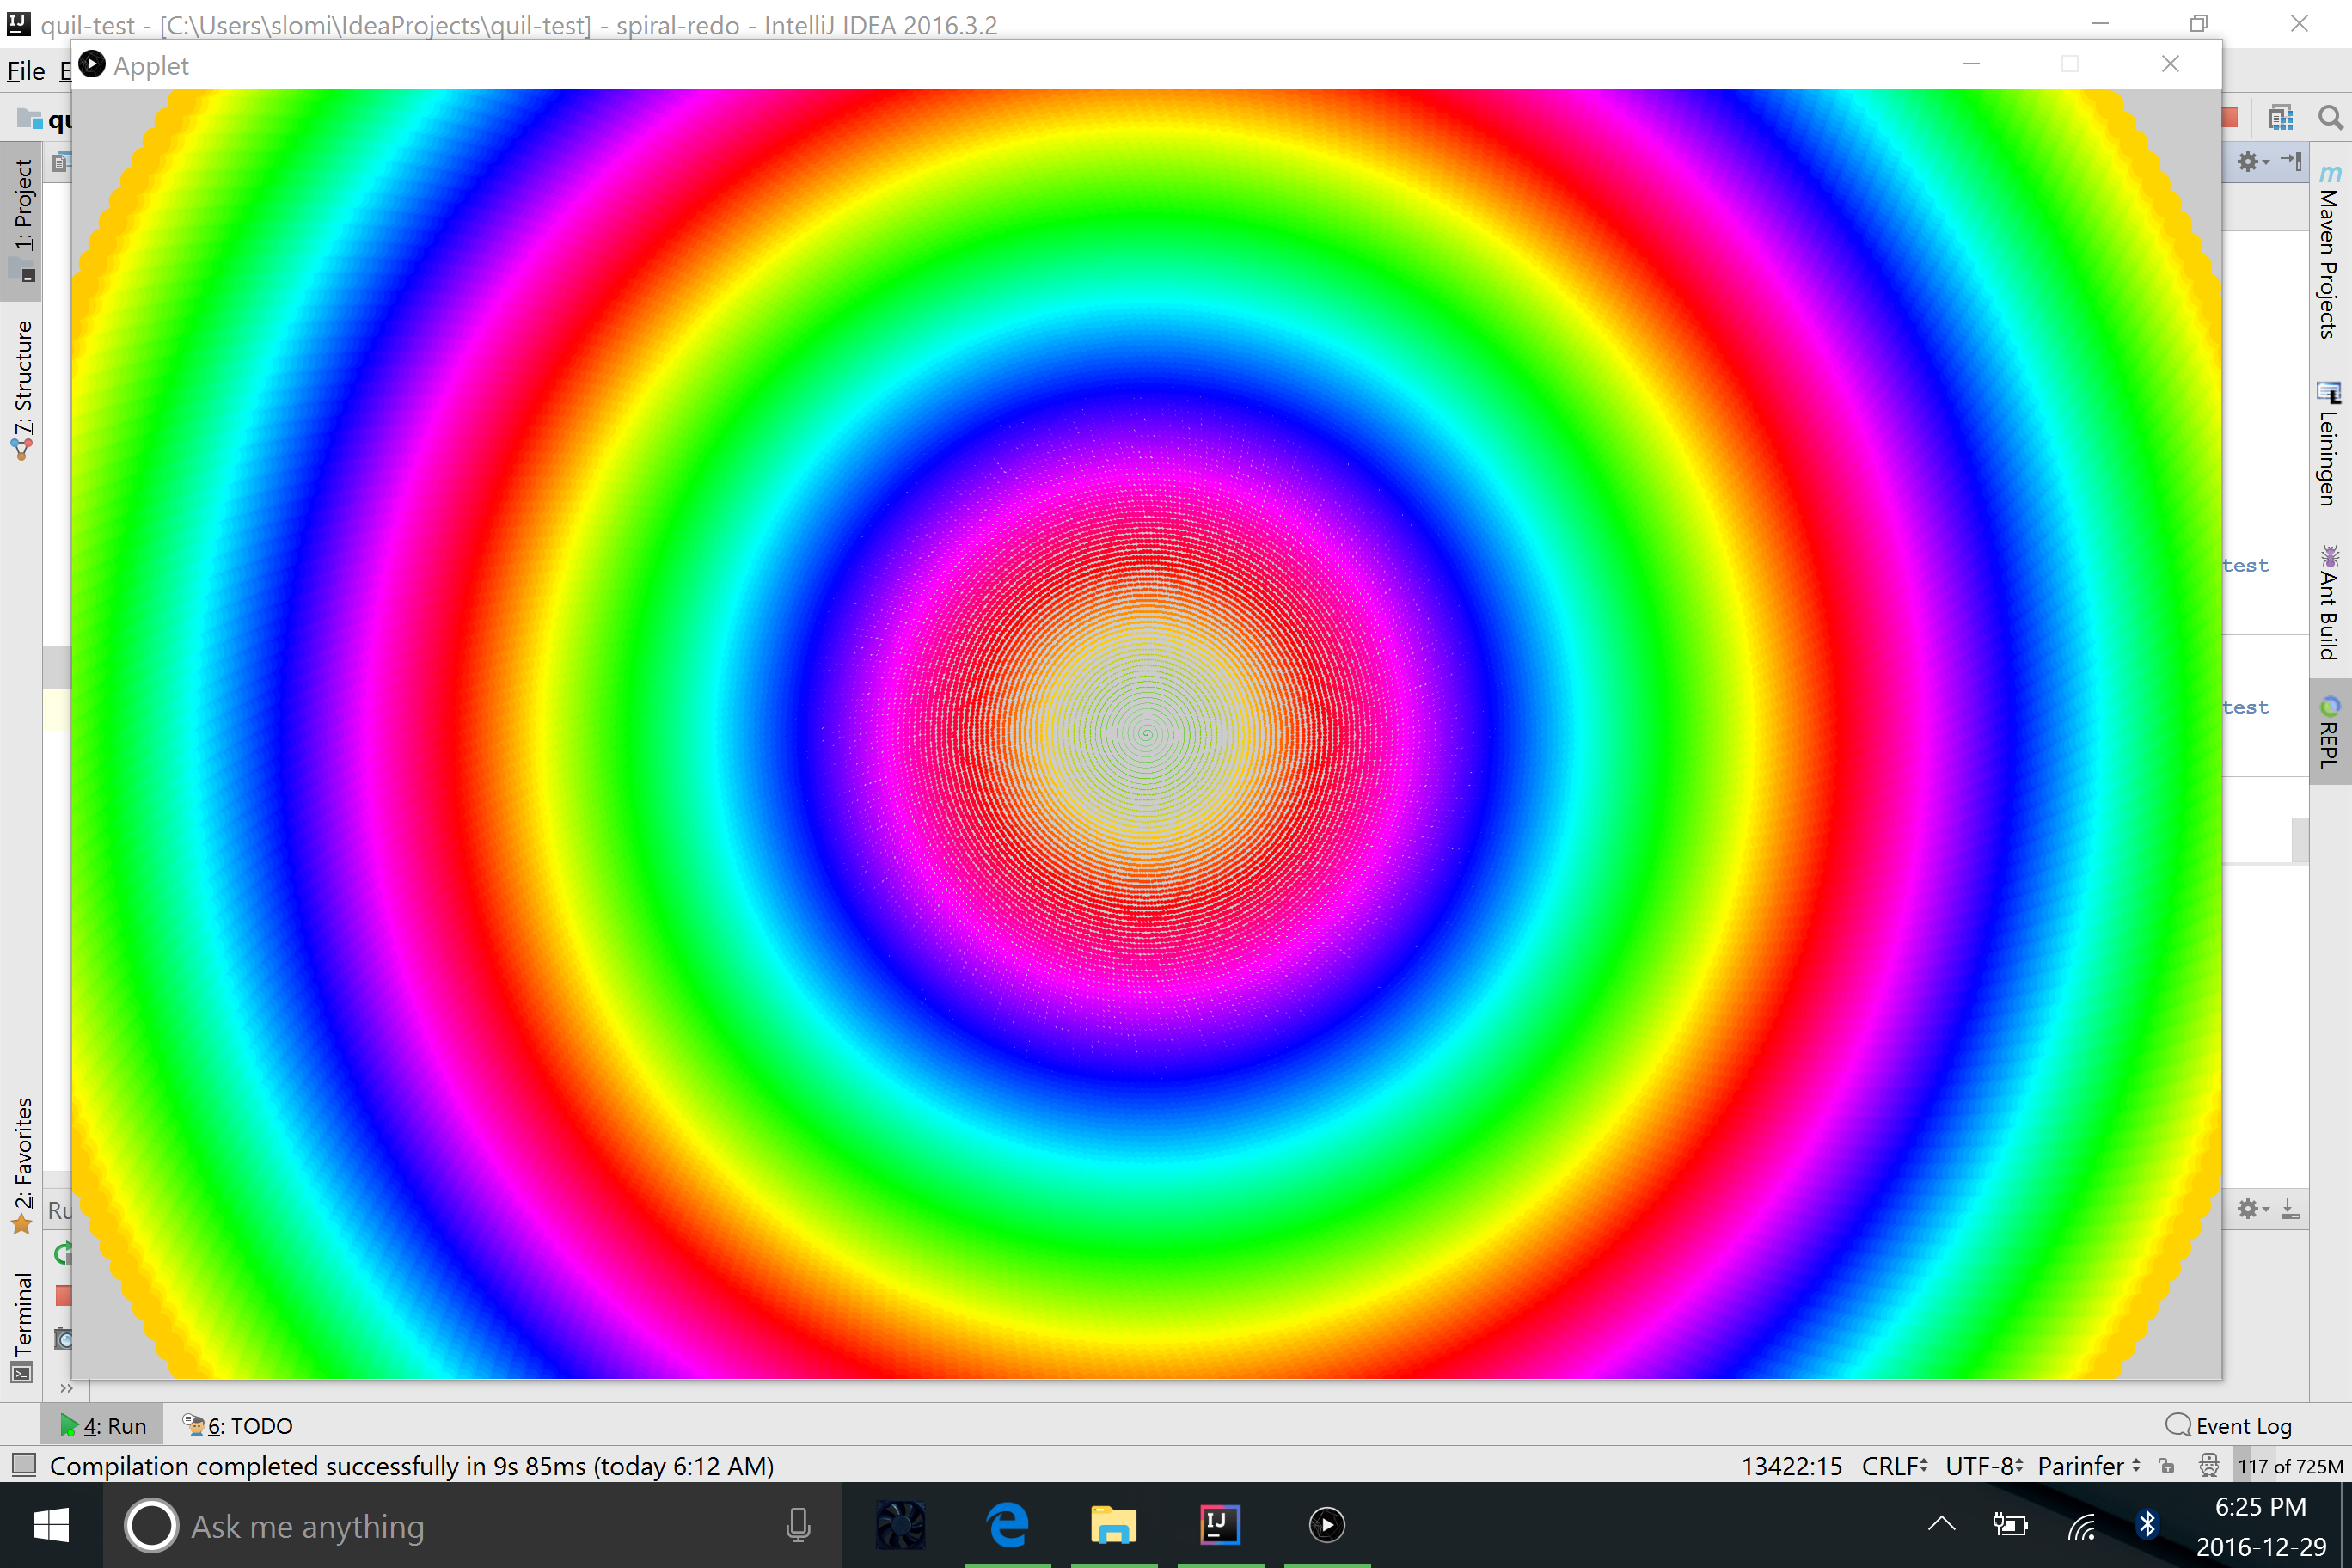 IJ quil-test - [C:\Users\slomi\IdeaProjects\quil-test] - spiral-redo - IntelliJ IDEA 2016.3.2
Applet
File E
qu
1: Project
7: Structure
2: Favorites
Terminal
m Maven Projects
Leiningen
Ant Build
REPL
test
test
Ru
»
4: Run 6: TODO Event Log
Compilation completed successfully in 9s 85ms (today 6:12 AM) 13422:15 CRLF UTF-8 Parinfer 117 of 725M
Ask me anything IJ 6:25 PM
2016-12-29